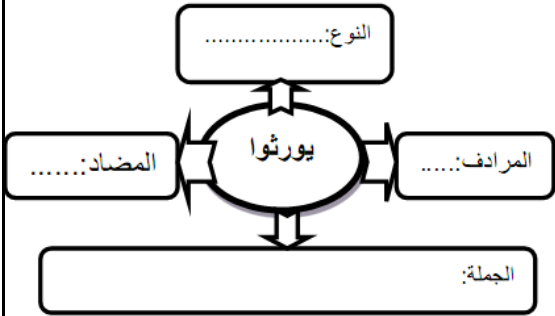 النوع:..................
يورثوا
المرادف:.....
المضاد:......
الجملة: